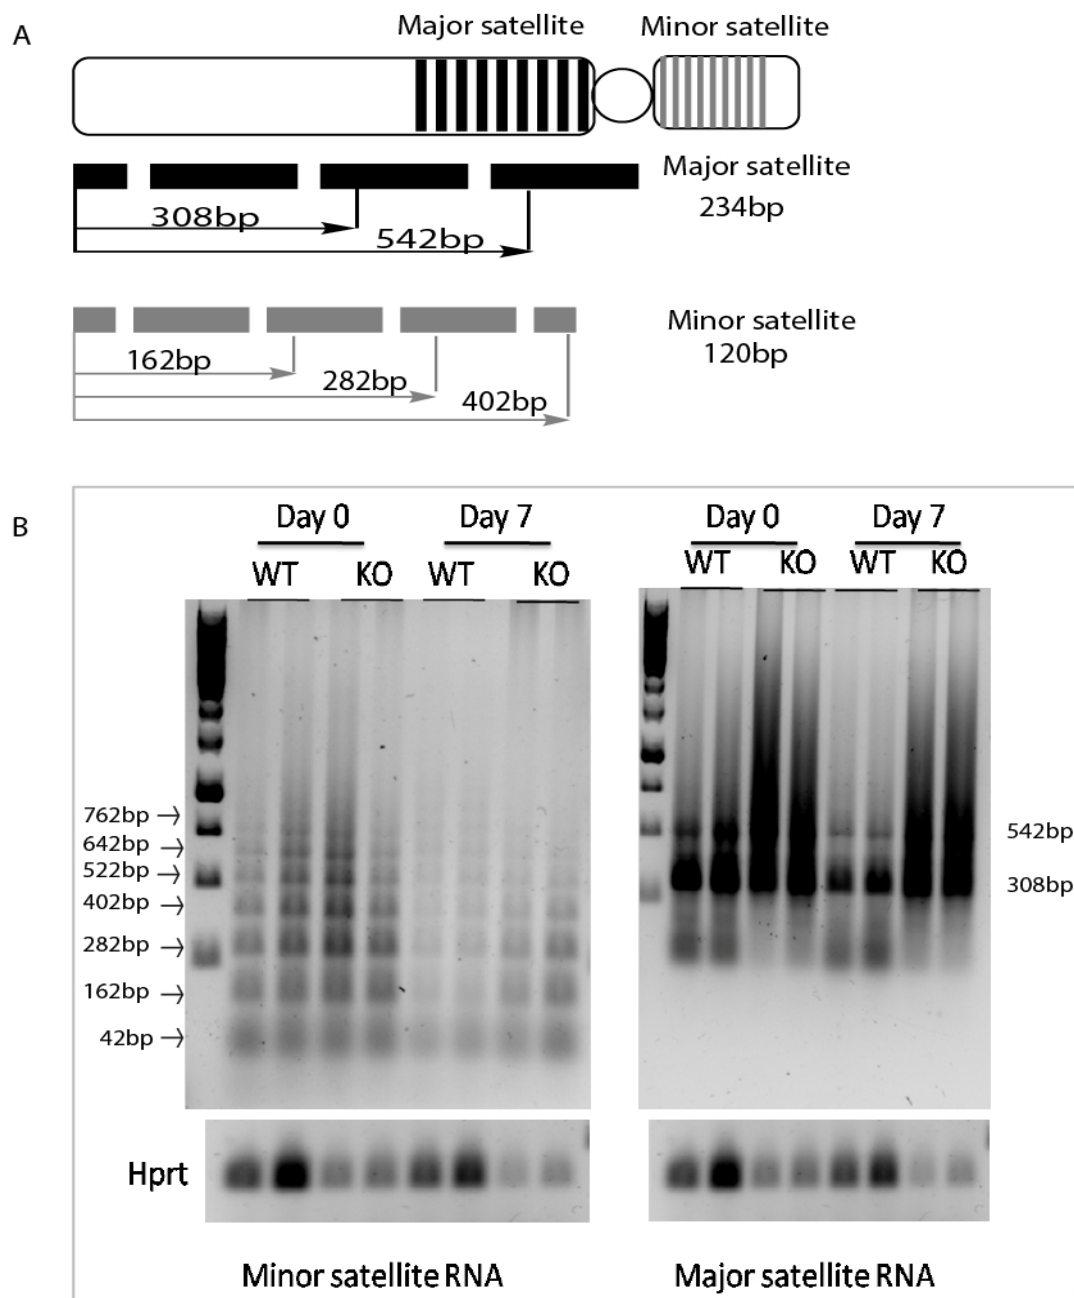 A
Major satellite Minor satellite
Major satellite
234bp
308bp
542bp
Minor satellite
120bp
162bp
282bp
402bp
B
Day 0 Day 7 Day 0 Day 7
WT KO WT KO WT KO WT KO
762bp →
642bp →
522bp →
402bp →
282bp →
162bp →
42bp →
542bp
308bp
Hprt
Minor satellite RNA Major satellite RNA